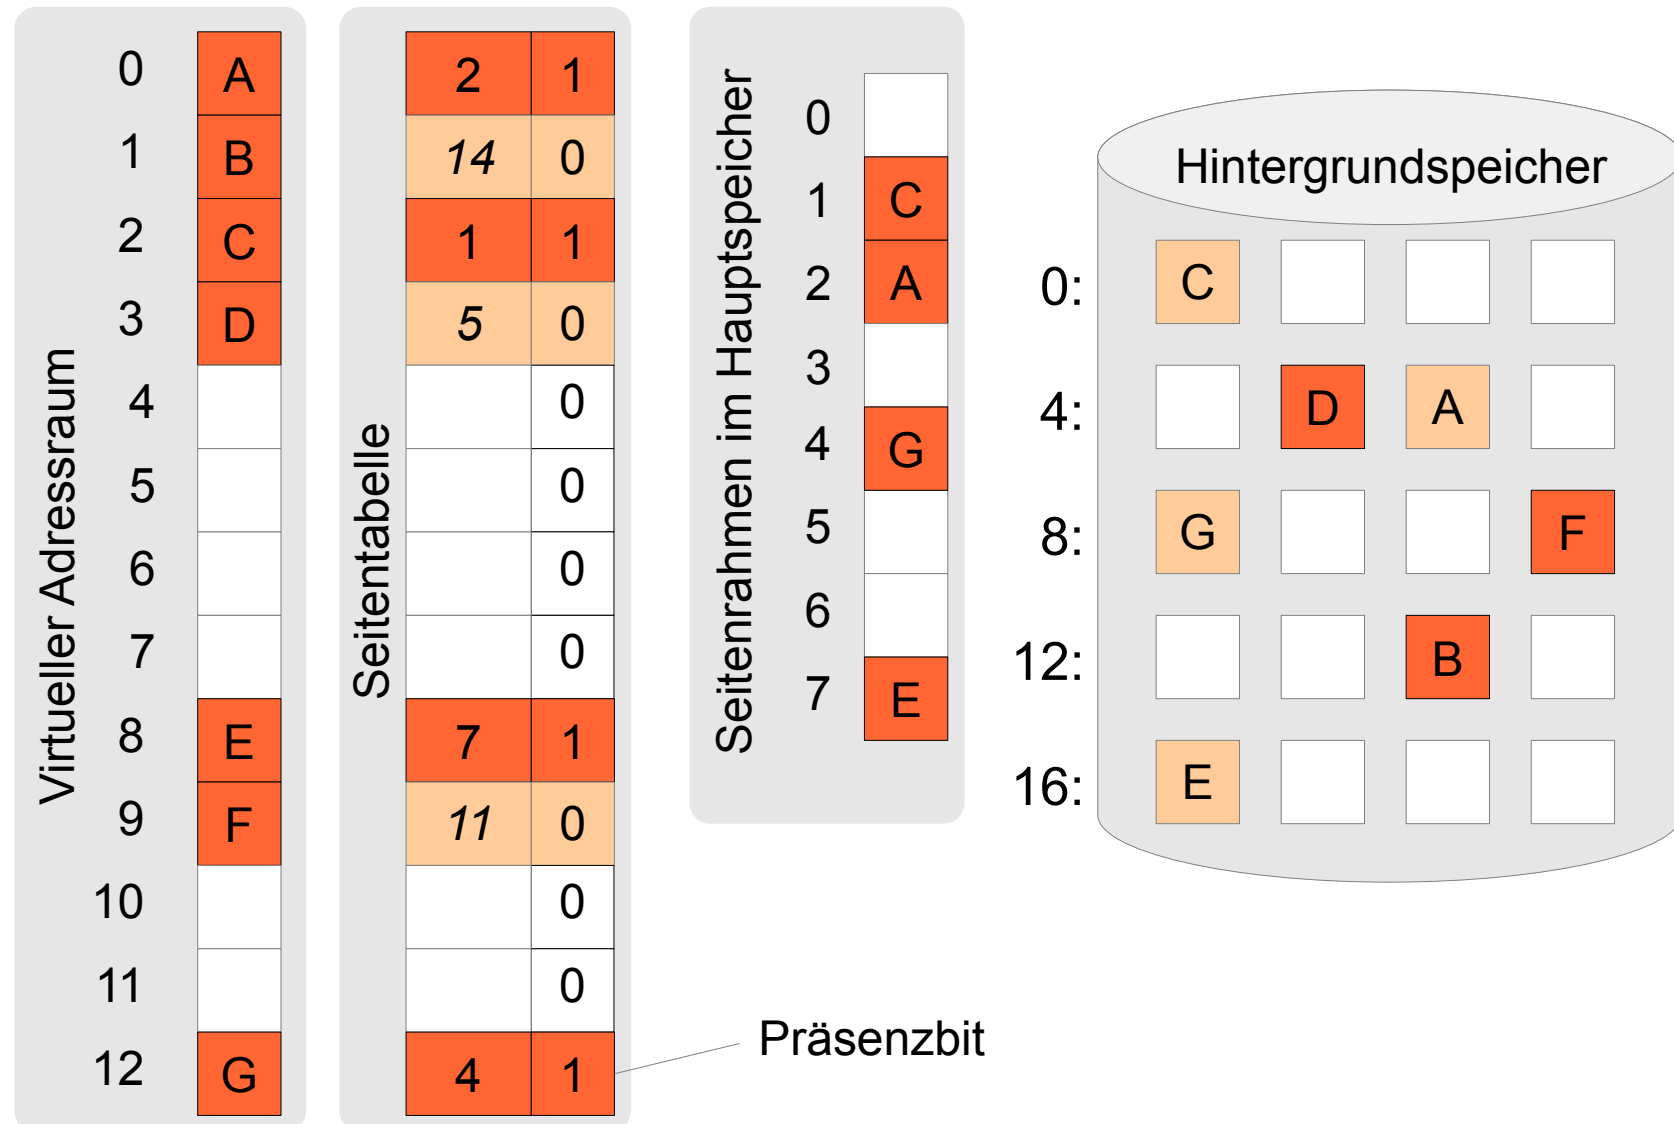 Virtueller Adressraum
0 A
1 B
2 C
3 D
4
5
6
7
8 E
9 F
10
11
12 G
Seitentabelle
2 1
14 0
1 1
5 0
0
0
0
0
7 1
11 0
0
0
4 1
Präsenzbit
Seitenrahmen im Hauptspeicher
0
1 C
2 A
3
4 G
5
6
7 E
Hintergrundspeicher
0: C
4: D A
8: G F
12: B
16: E